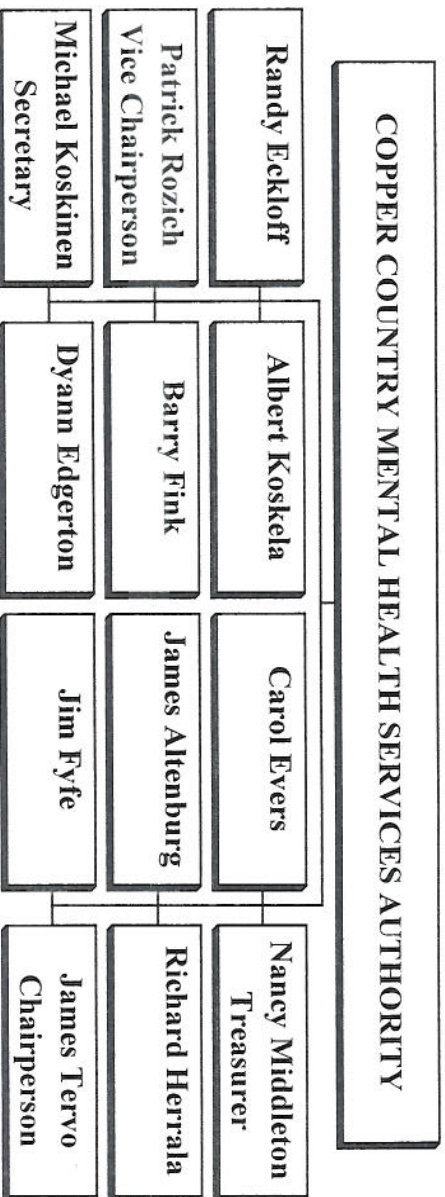 COPPER COUNTRY MENTAL HEALTH SERVICES AUTHORITY
Randy Eckloff
Albert Koskela
Carol Evers
Nancy Middleton
Treasurer
Patrick Rozich
Vice Chairperson
Barry Fink
James Altenburg
Richard Herrala
Michael Koskinen
Secretary
Dyann Edgerton
Jim Fyfe
James Tervo
Chairperson